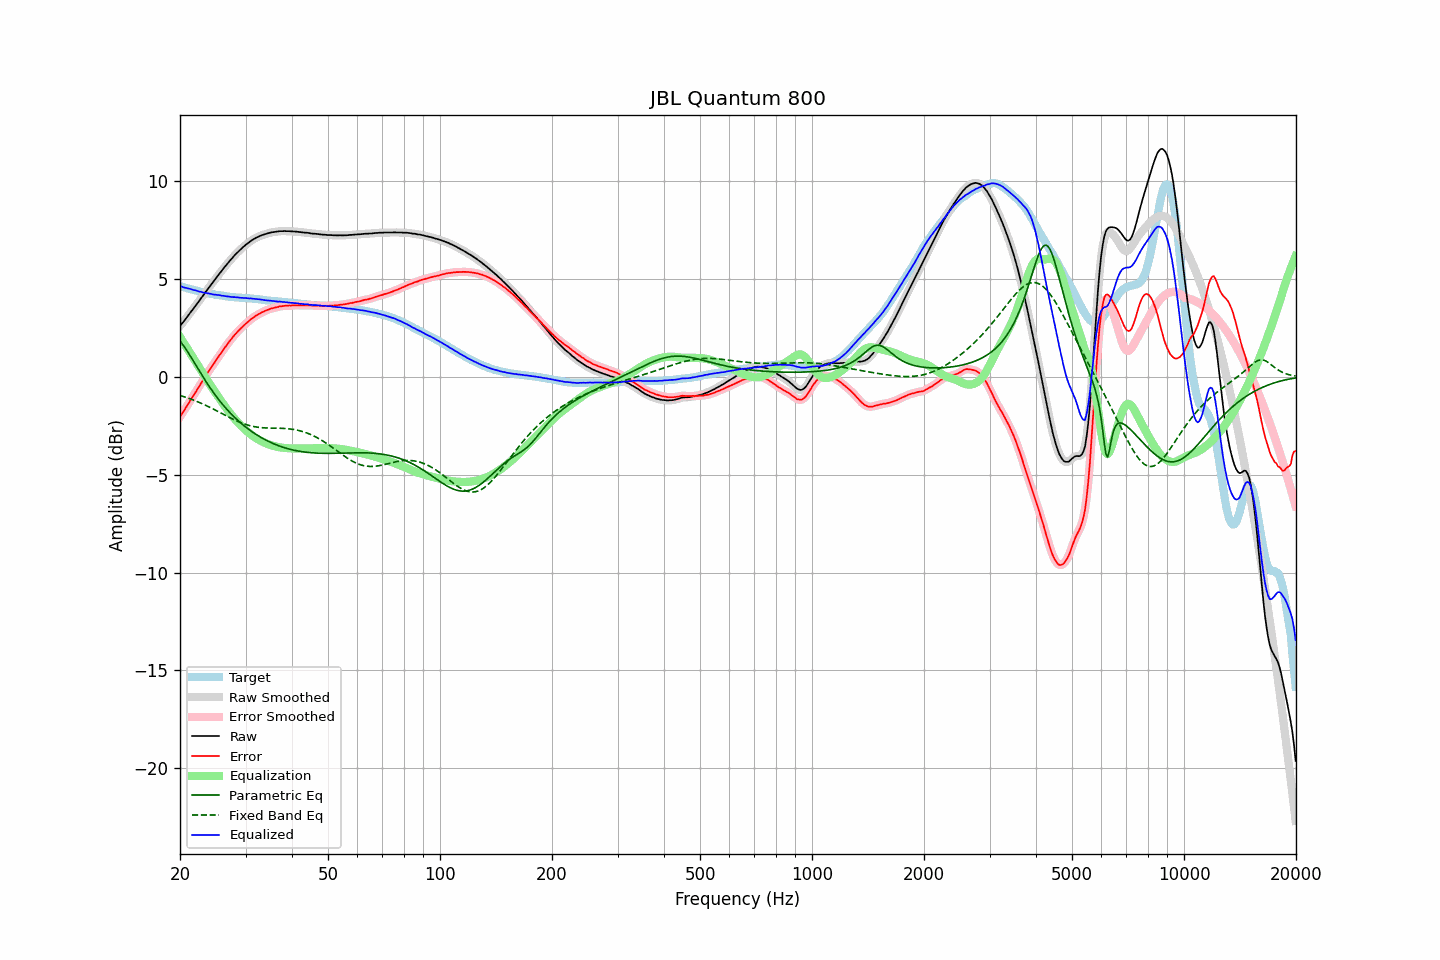 JBL Quantum 800
Amplitude (dBr)
10
5
0
−5
−10
−15
−20
Target
Raw Smoothed
Error Smoothed
Raw
Error
Equalization
Parametric Eq
Fixed Band Eq
Equalized
20 50 100 200 500 1000 2000 5000 10000 20000
Frequency (Hz)